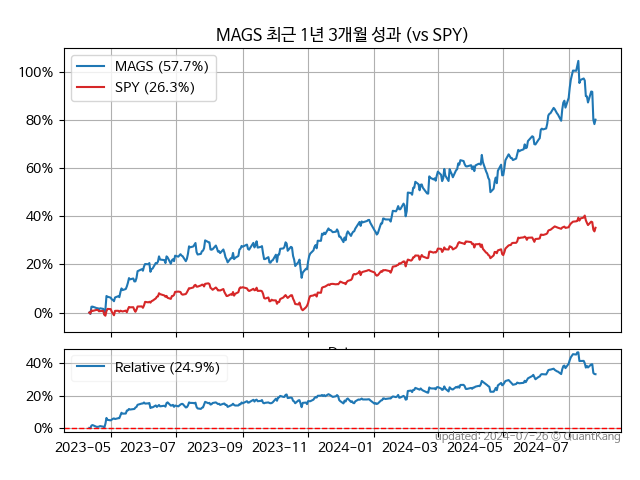 MAGS 최근 1년 3개월 성과 (vs SPY)
MAGS (57.7%)
SPY (26.3%)
100%
80%
60%
40%
20%
0%
Relative (24.9%)
40%
20%
0%
2023-05 2023-07 2023-09 2023-11 2024-01 2024-03 2024-05 2024-07
Updated: 2024-07-26 © QuantKang